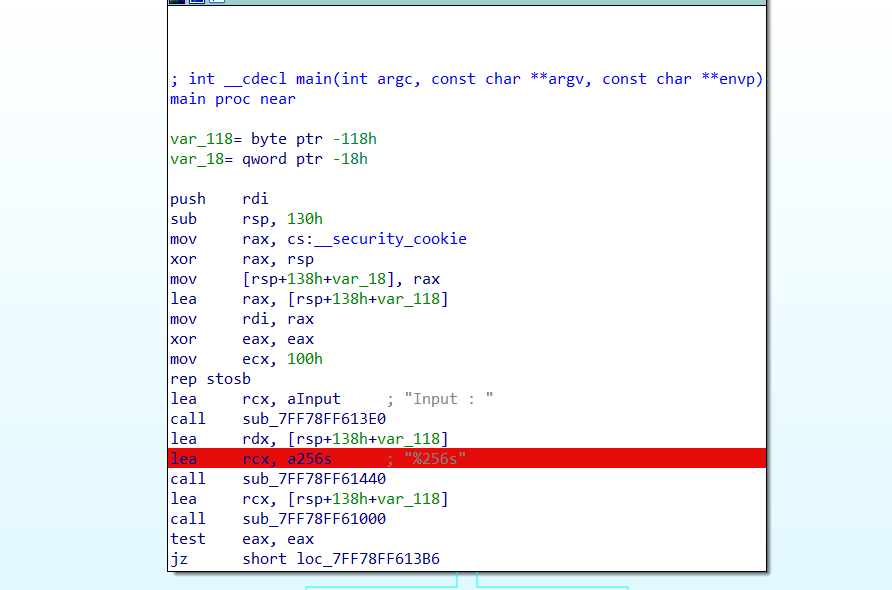 ; int __cdecl main(int argc, const char **argv, const char **envp)
main proc near
var_118= byte ptr -118h
var_18= qword ptr -18h
push    rdi
sub     rsp, 130h
mov     rax, cs:__security_cookie
xor     rax, rsp
mov     [rsp+138h+var_18], rax
lea     rax, [rsp+138h+var_118]
mov     rdi, rax
xor     eax, eax
mov     ecx, 100h
rep stosb
lea     rcx, aInput     ; "Input : "
call    sub_7FF78FF613E0
lea     rdx, [rsp+138h+var_118]
lea     rcx, a256s      ; "%256s"
call    sub_7FF78FF61440
lea     rcx, [rsp+138h+var_118]
call    sub_7FF78FF61000
test    eax, eax
jz      short loc_7FF78FF613B6